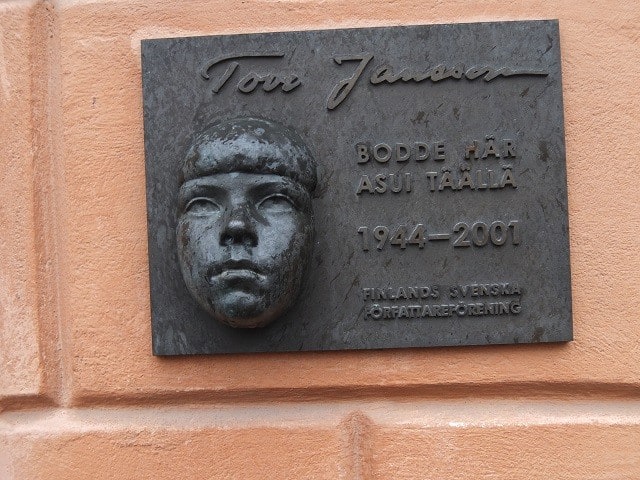 Tove Jansson
BODDE HÄR
ASUI TÄÄLLÄ
1944–2001
FINLANDS SVENSKA
FÖRFATTAREFÖRENING